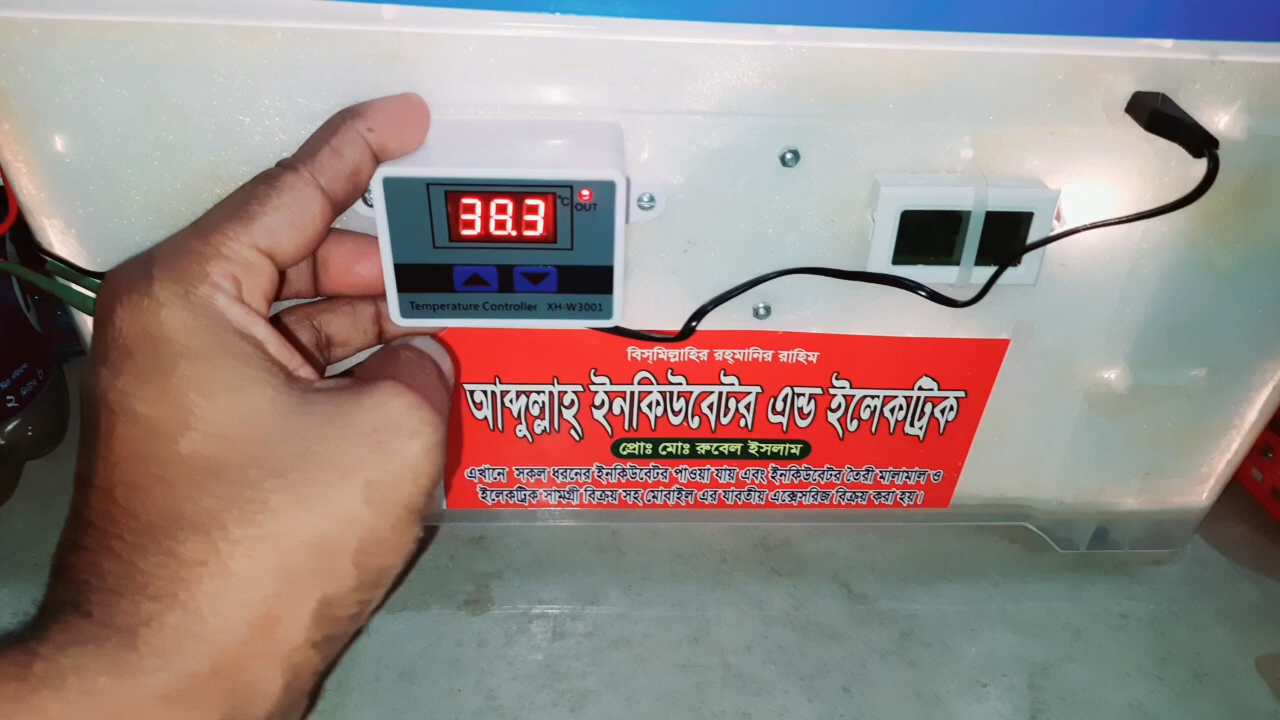 38.3
°C
OUT
Temperature Controller XH-W3001
বিস্‌মিল্লাহির রহ্‌মানির রাহিম
আব্দুল্লাহ্ ইনকিউবেটর এন্ড ইলেকট্রিক
প্রোঃ মোঃ রুবেল ইসলাম
এখানে সকল ধরনের ইনকিউবেটর পাওয়া যায় এবং ইনকিউবেটর তৈরী মালামাল ও
ইলেকট্রিক সামগ্রী বিক্রয় সহ মোবাইল এর যাবতীয় এক্সেসরিজ বিক্রয় করা হয়।